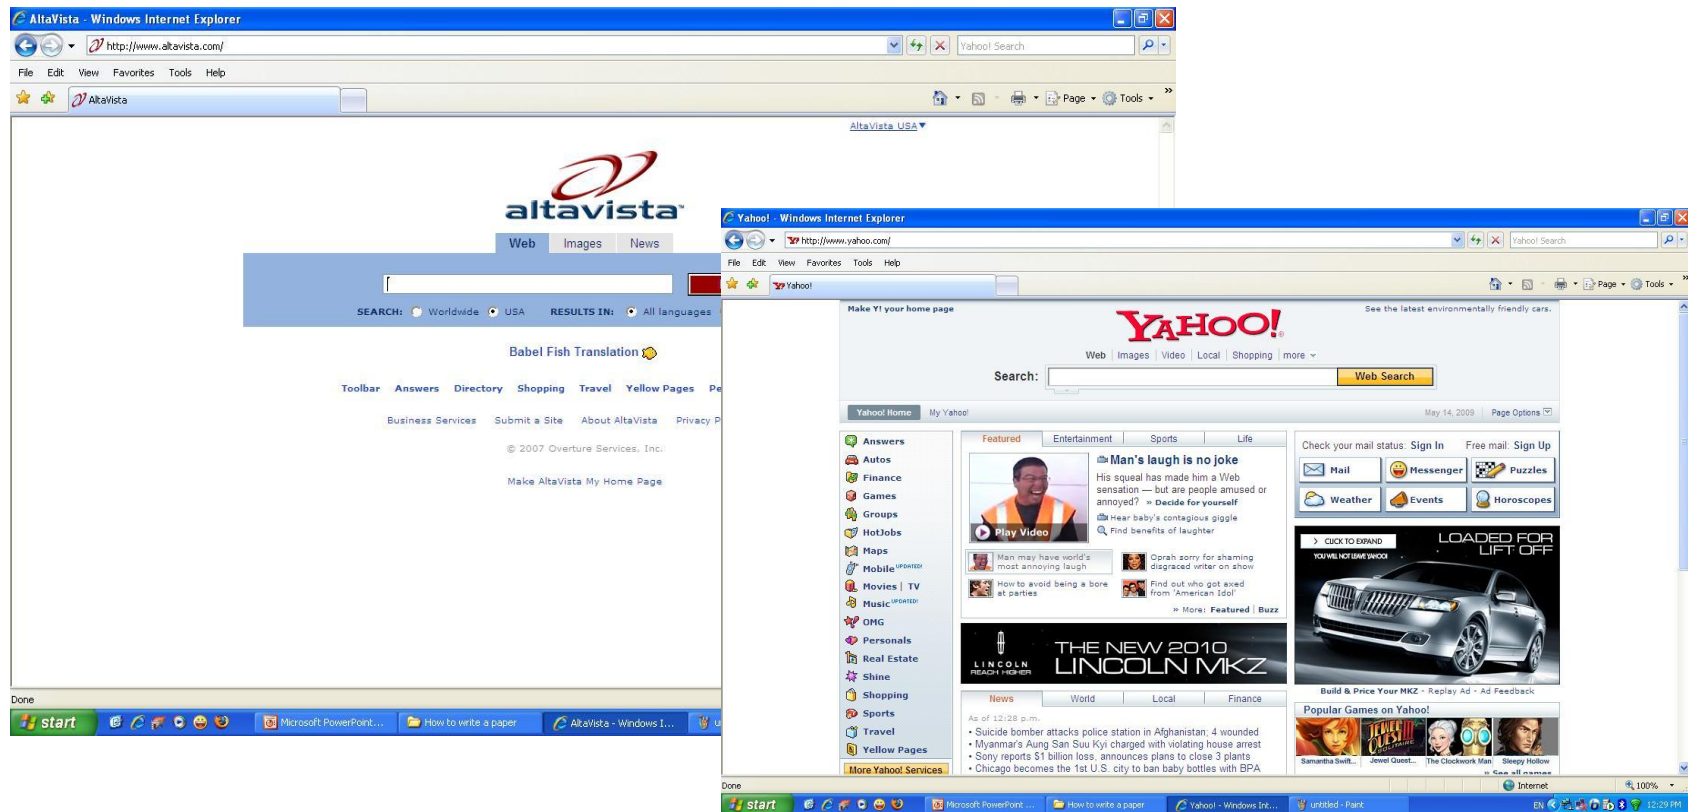 AltaVista - Windows Internet Explorer
http://www.altavista.com/
Yahoo! Search
File Edit View Favorites Tools Help
AltaVista
Page Tools
AltaVista USA
altavista
Web Images News
SEARCH: Worldwide USA RESULTS IN: All languages
Babel Fish Translation
Toolbar Answers Directory Shopping Travel Yellow Pages Pe
Business Services Submit a Site About AltaVista Privacy P
© 2007 Overture Services, Inc.
Make AltaVista My Home Page
Done
start Microsoft PowerPoint... How to write a paper AltaVista - Windows I... u
Yahoo! - Windows Internet Explorer
http://www.yahoo.com/
Yahoo! Search
File Edit View Favorites Tools Help
Yahoo!
Page Tools
Make Y! your home page
See the latest environmentally friendly cars.
YAHOO!
Web | Images | Video | Local | Shopping | more
Search: Web Search
Yahoo! Home My Yahoo!
May 14, 2009 | Page Options
Answers
Autos
Finance
Games
Groups
HotJobs
Maps
Mobile UPDATED!
Movies | TV
Music UPDATED!
OMG
Personals
Real Estate
Shine
Shopping
Sports
Travel
Yellow Pages
More Yahoo! Services
Featured Entertainment Sports Life
Man's laugh is no joke
His squeal has made him a Web
sensation — but are people amused or
annoyed? » Decide for yourself
Hear baby's contagious giggle
Find benefits of laughter
Play Video
Man may have world's
most annoying laugh
Oprah sorry for shaming
disgraced writer on show
How to avoid being a bore
at parties
Find out who got axed
from 'American Idol'
» More: Featured | Buzz
LINCOLN
REACH HIGHER
THE NEW 2010
LINCOLN MKZ
News World Local Finance
As of 12:28 p.m.
• Suicide bomber attacks police station in Afghanistan; 4 wounded
• Myanmar's Aung San Suu Kyi charged with violating house arrest
• Sony reports $1 billion loss, announces plans to close 3 plants
• Chicago becomes the 1st U.S. city to ban baby bottles with BPA
Check your mail status: Sign In Free mail: Sign Up
Mail Messenger Puzzles
Weather Events Horoscopes
> CLICK TO EXPAND
YOU WILL NOT LEAVE YAHOO!
LOADED FOR
LIFT OFF
Build & Price Your MKZ - Replay Ad - Ad Feedback
Popular Games on Yahoo!
JEWEL QUEST III
SOLITAIRE
Samantha Swift... Jewel Quest... The Clockwork Man Sleepy Hollow
» See all games
Done Internet 100%
start Microsoft PowerPoint ... How to write a paper Yahoo! - Windows Int... untitled - Paint EN 12:29 PM